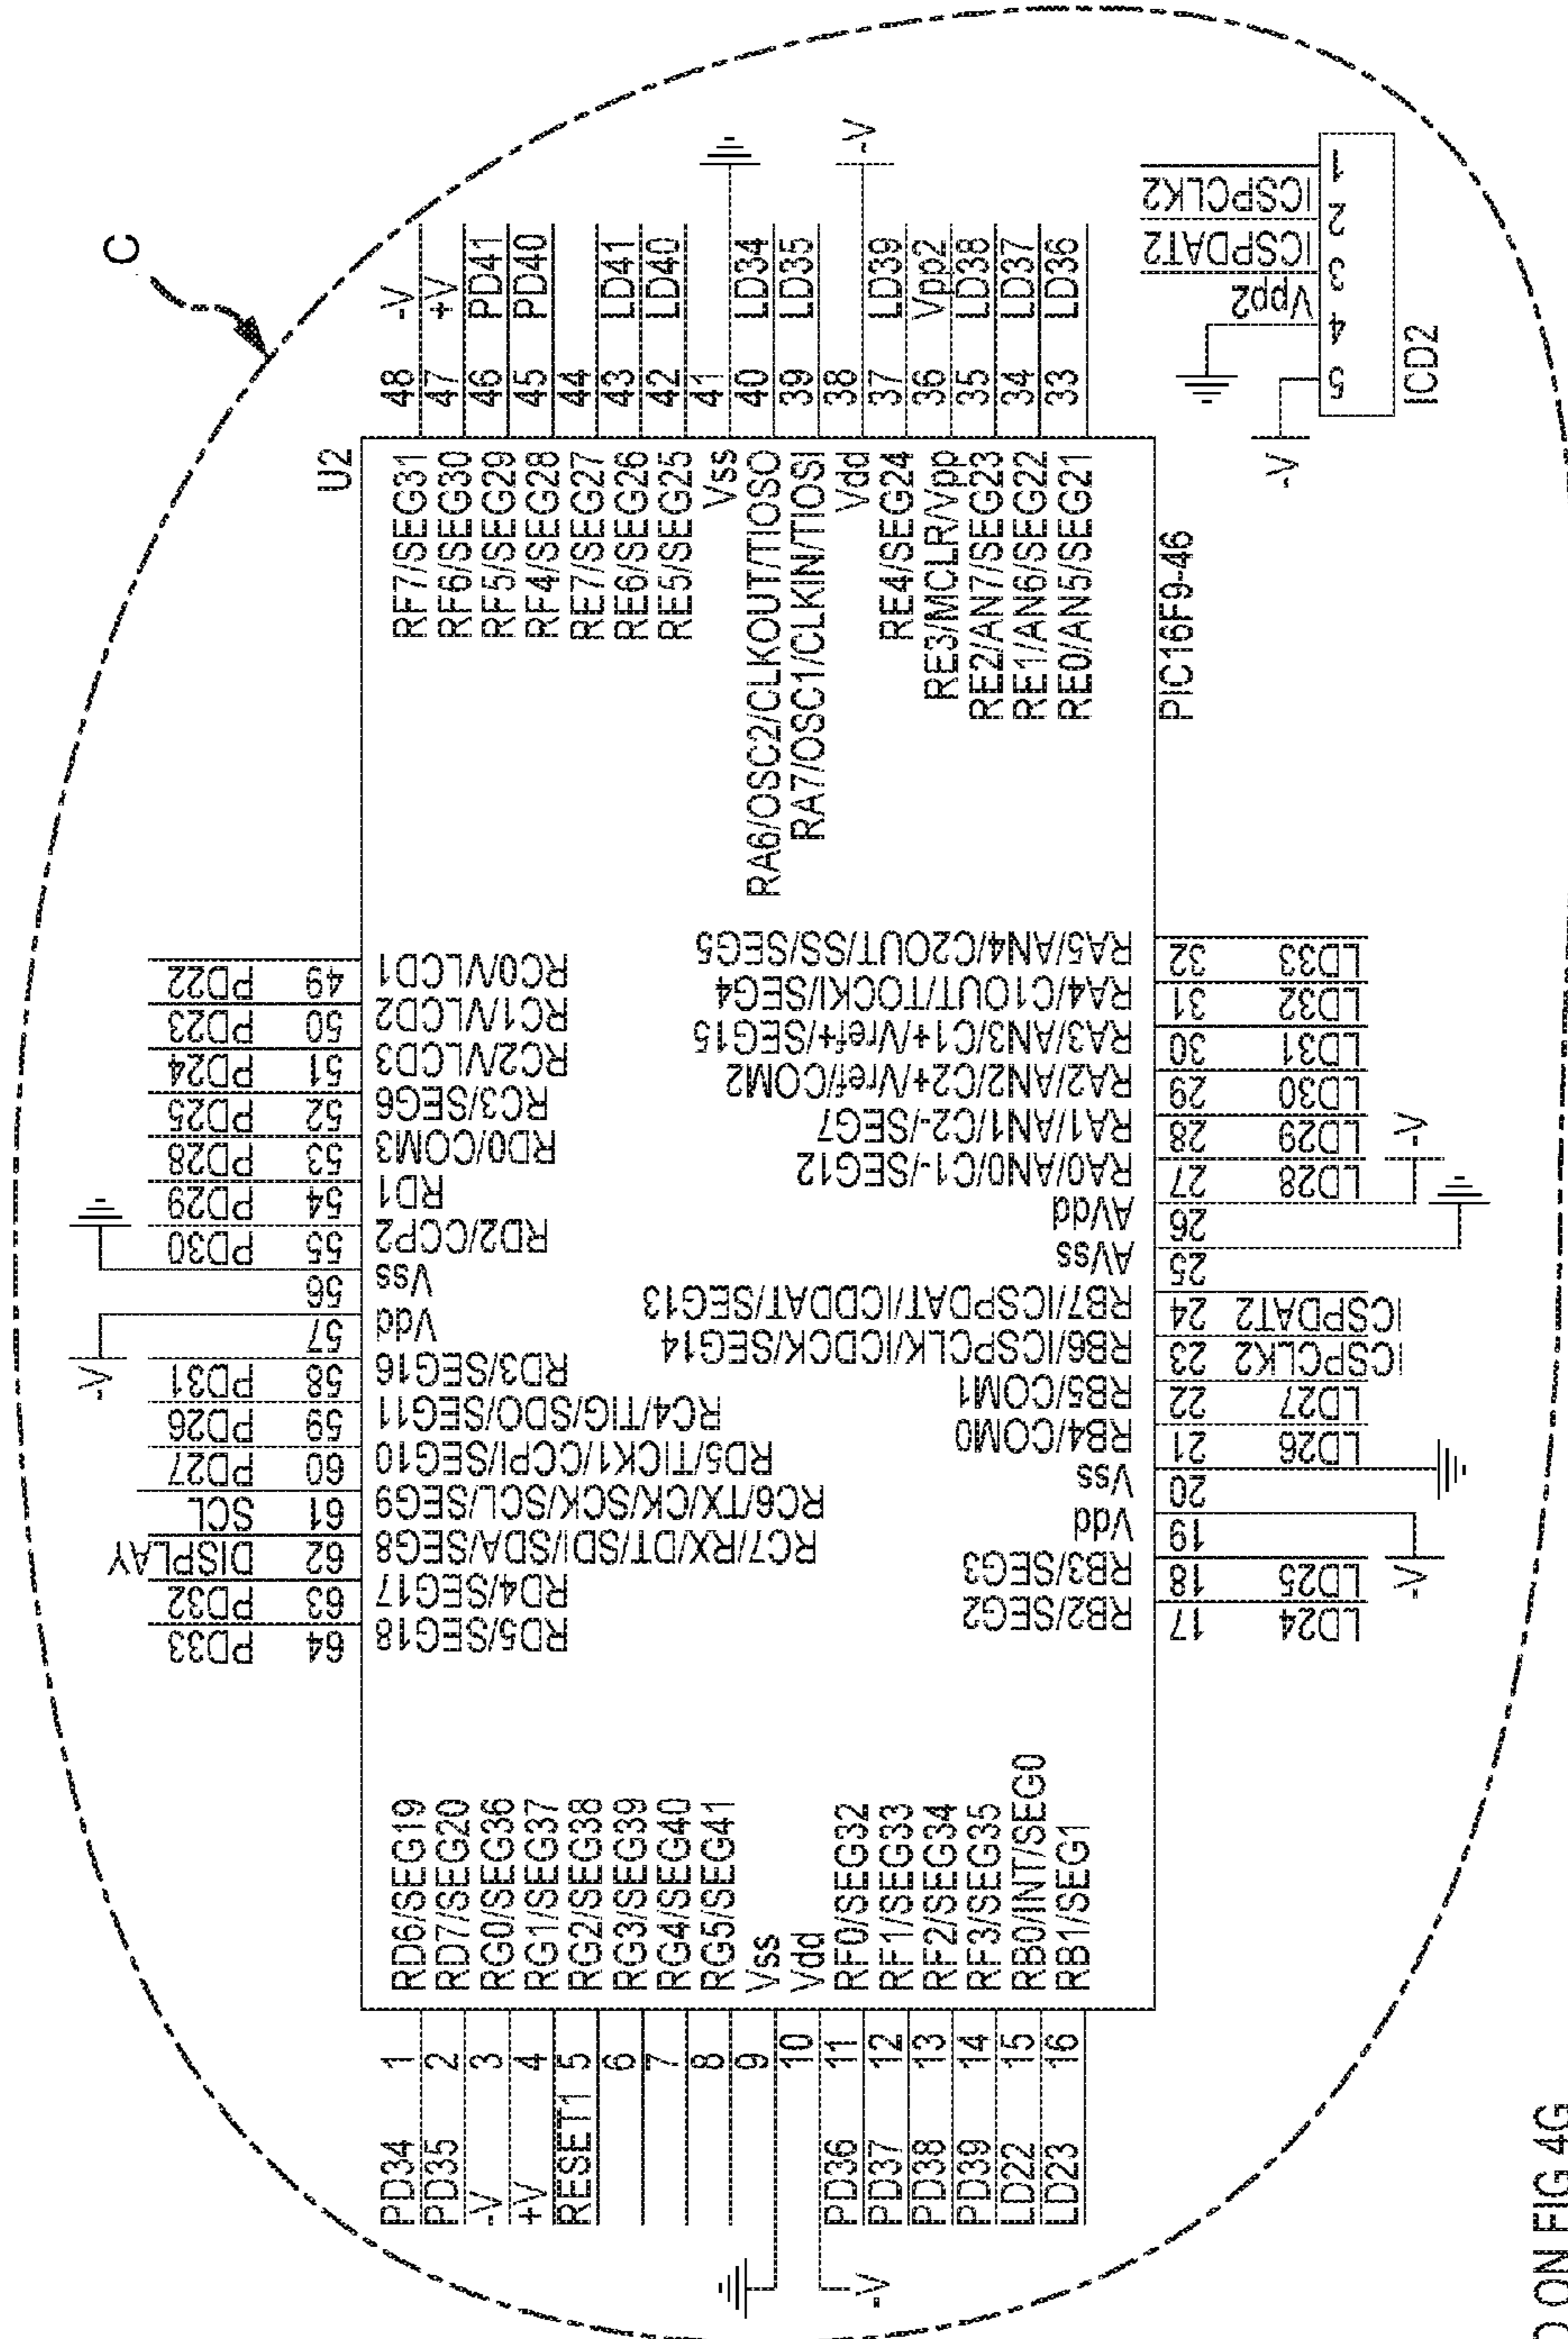 C
U2
PIC16F9-46
PD34 1 RD6/SEG19
PD35 2 RD7/SEG20
-V 3 RG0/SEG36
+V 4 RG1/SEG37
RESET1 5 RG2/SEG38
6 RG3/SEG39
7 RG4/SEG40
8 RG5/SEG41
9 Vss
10 Vdd
-V
PD36 11 RF0/SEG32
PD37 12 RF1/SEG33
PD38 13 RF2/SEG34
PD39 14 RF3/SEG35
LD22 15 RB0/INT/SEG0
LD23 16 RB1/SEG1
RB2/SEG2 17 LD24
RB3/SEG3 18 LD25
Vdd 19
-V
Vss 20
RB4/COM0 21 LD26
RB5/COM1 22 LD27
RB6/ICSPCLK/ICDCK/SEG14 23 ICSPCLK2
RB7/ICSPDAT/ICDDAT/SEG13 24 ICSPDAT2
AVss 25
AVdd 26
-V
RA0/AN0/C1-/SEG12 27 LD28
RA1/AN1/C2-/SEG7 28 LD29
RA2/AN2/C2+/Vref/COM2 29 LD30
RA3/AN3/C1+/Vref+/SEG15 30 LD31
RA4/C1OUT/TOCKI/SEG4 31 LD32
RA5/AN4/C2OUT/SS/SEG5 32 LD33
RF7/SEG31 48 -V
RF6/SEG30 47 +V
RF5/SEG29 46 PD41
RF4/SEG28 45 PD40
RE7/SEG27 44
RE6/SEG26 43 LD41
RE5/SEG25 42 LD40
Vss 41
RA6/OSC2/CLKOUT/TIOSO 40 LD34
RA7/OSC1/CLKIN/TIOSI 39 LD35
Vdd 38
-V
RE4/SEG24 37 LD39
RE3/MCLR/Vpp 36 Vpp2
RE2/AN7/SEG23 35 LD38
RE1/AN6/SEG22 34 LD37
RE0/AN5/SEG21 33 LD36
PD22 49 RC0/VLCD1
PD23 50 RC1/VLCD2
PD24 51 RC2/VLCD3
PD25 52 RC3/SEG6
PD28 53 RD0/COM3
PD29 54 RD1
PD30 55 RD2/CCP2
56 Vss
57 Vdd
-V
PD31 58 RD3/SEG16
PD26 59 RC4/TIG/SDO/SEG11
PD27 60 RD5/TICK1/CCPI/SEG10
SCL 61 RC6/TX/CK/SCK/SCL/SEG9
DISPLAY 62 RC7/RX/DT/SDI/SDA/SEG8
PD32 63 RD4/SEG17
PD33 64 RD5/SEG18
ICSPCLK2 1
ICSPDAT2 2
Vpp2 3
4
5
-V
ICD2
ON FIG 4G